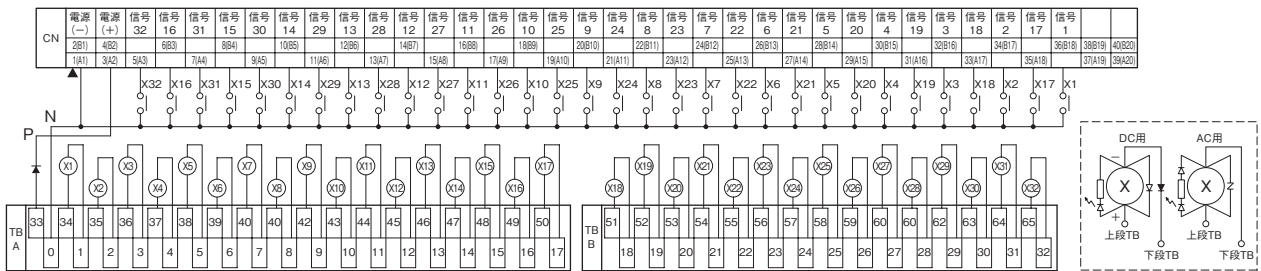 CN 電源(−) 電源(+) 信号32 信号16 信号31 信号15 信号30 信号14 信号29 信号13 信号28 信号12 信号27 信号11 信号26 信号10 信号25 信号9 信号24 信号8 信号23 信号7 信号22 信号6 信号21 信号5 信号20 信号4 信号19 信号3 信号18 信号2 信号17 信号1
2(B1) 4(B2) 6(B3) 8(B4) 10(B5) 12(B6) 14(B7) 16(B8) 18(B9) 20(B10) 22(B11) 24(B12) 26(B13) 28(B14) 30(B15) 32(B16) 34(B17) 36(B18) 38(B19) 40(B20)
1(A1) 3(A2) 5(A3) 7(A4) 9(A5) 11(A6) 13(A7) 15(A8) 17(A9) 19(A10) 21(A11) 23(A12) 25(A13) 27(A14) 29(A15) 31(A16) 33(A17) 35(A18) 37(A19) 39(A20)
X32 X16 X31 X15 X30 X14 X29 X13 X28 X12 X27 X11 X26 X10 X25 X9 X24 X8 X23 X7 X22 X6 X21 X5 X20 X4 X19 X3 X18 X2 X17 X1
N
P
X1 X3 X5 X7 X9 X11 X13 X15 X17 X19 X21 X23 X25 X27 X29 X31
X2 X4 X6 X8 X10 X12 X14 X16 X18 X20 X22 X24 X26 X28 X30 X32
TB A
33 34 35 36 37 38 39 40 40 42 43 44 45 46 47 48 49 50
0 1 2 3 4 5 6 7 8 9 10 11 12 13 14 15 16 17
TB B
51 52 53 54 55 56 57 58 59 60 60 62 63 64 65
18 19 20 21 22 23 24 25 26 27 28 29 30 31 32
DC用 AC用
− X X
+
上段TB 上段TB
下段TB 下段TB